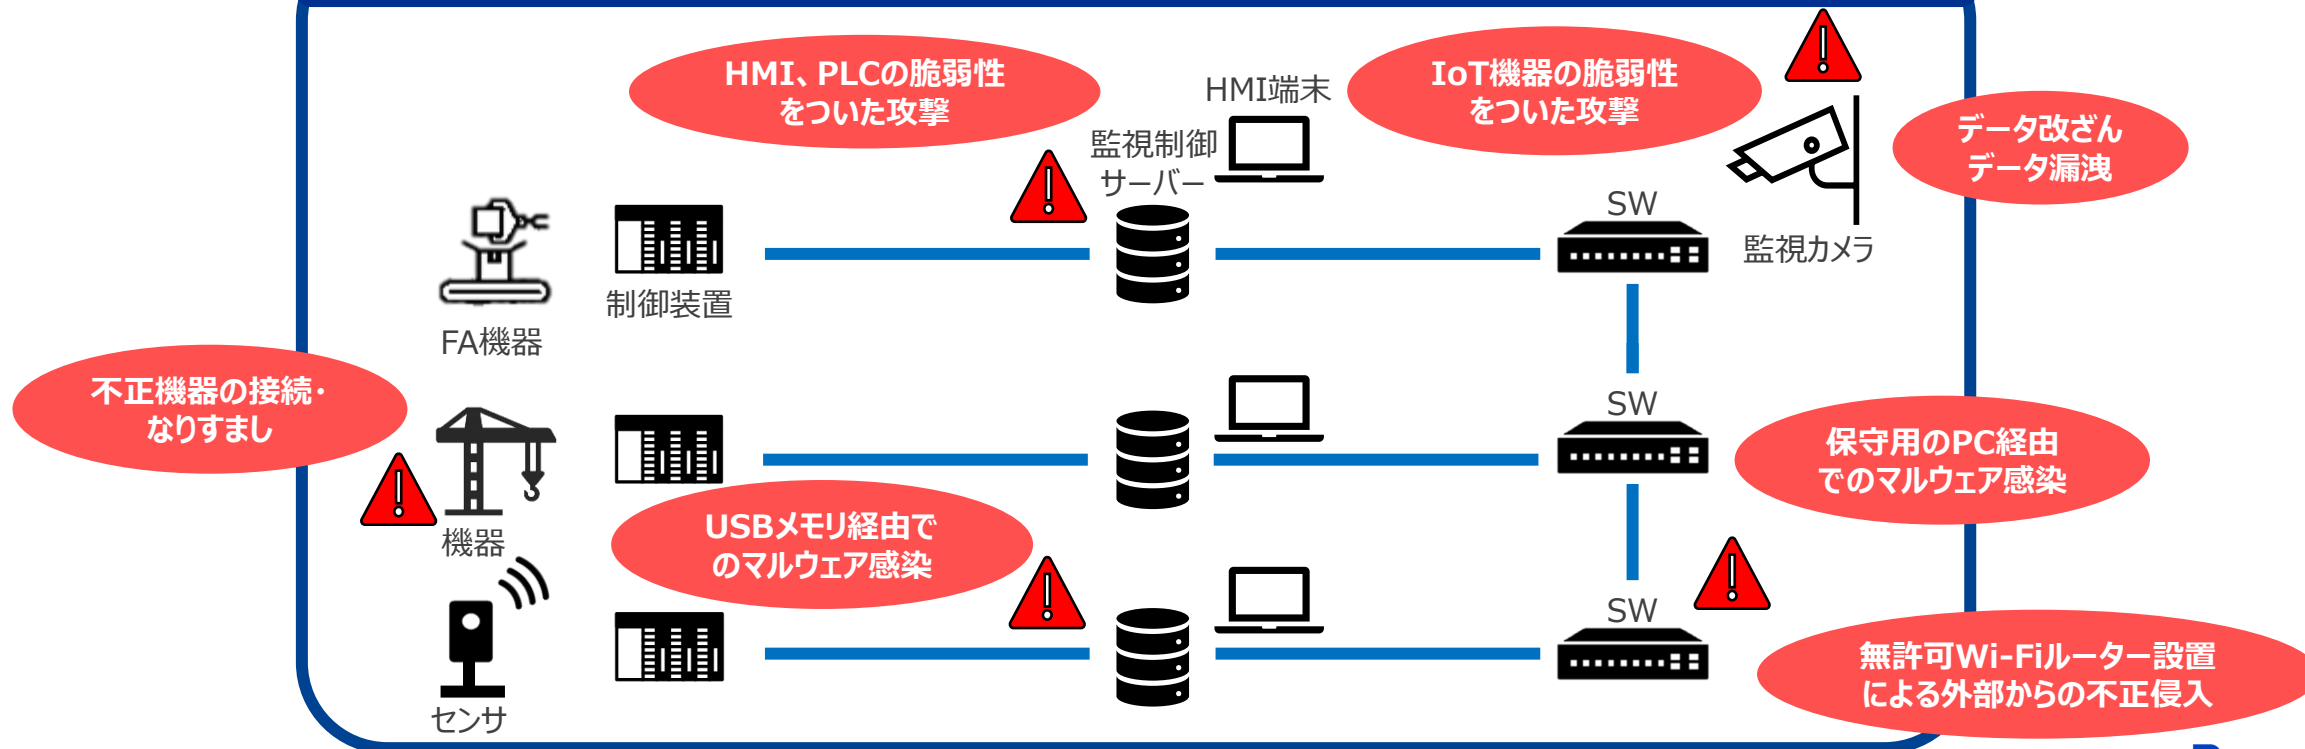 HMI、PLCの脆弱性
をついた攻撃
HMI端末
IoT機器の脆弱性
をついた攻撃
監視制御
サーバー
データ改ざん
データ漏洩
SW
監視カメラ
制御装置
FA機器
不正機器の接続・
なりすまし
SW
保守用のPC経由
でのマルウェア感染
機器
USBメモリ経由で
のマルウェア感染
SW
無許可Wi-Fiルーター設置
による外部からの不正侵入
センサ